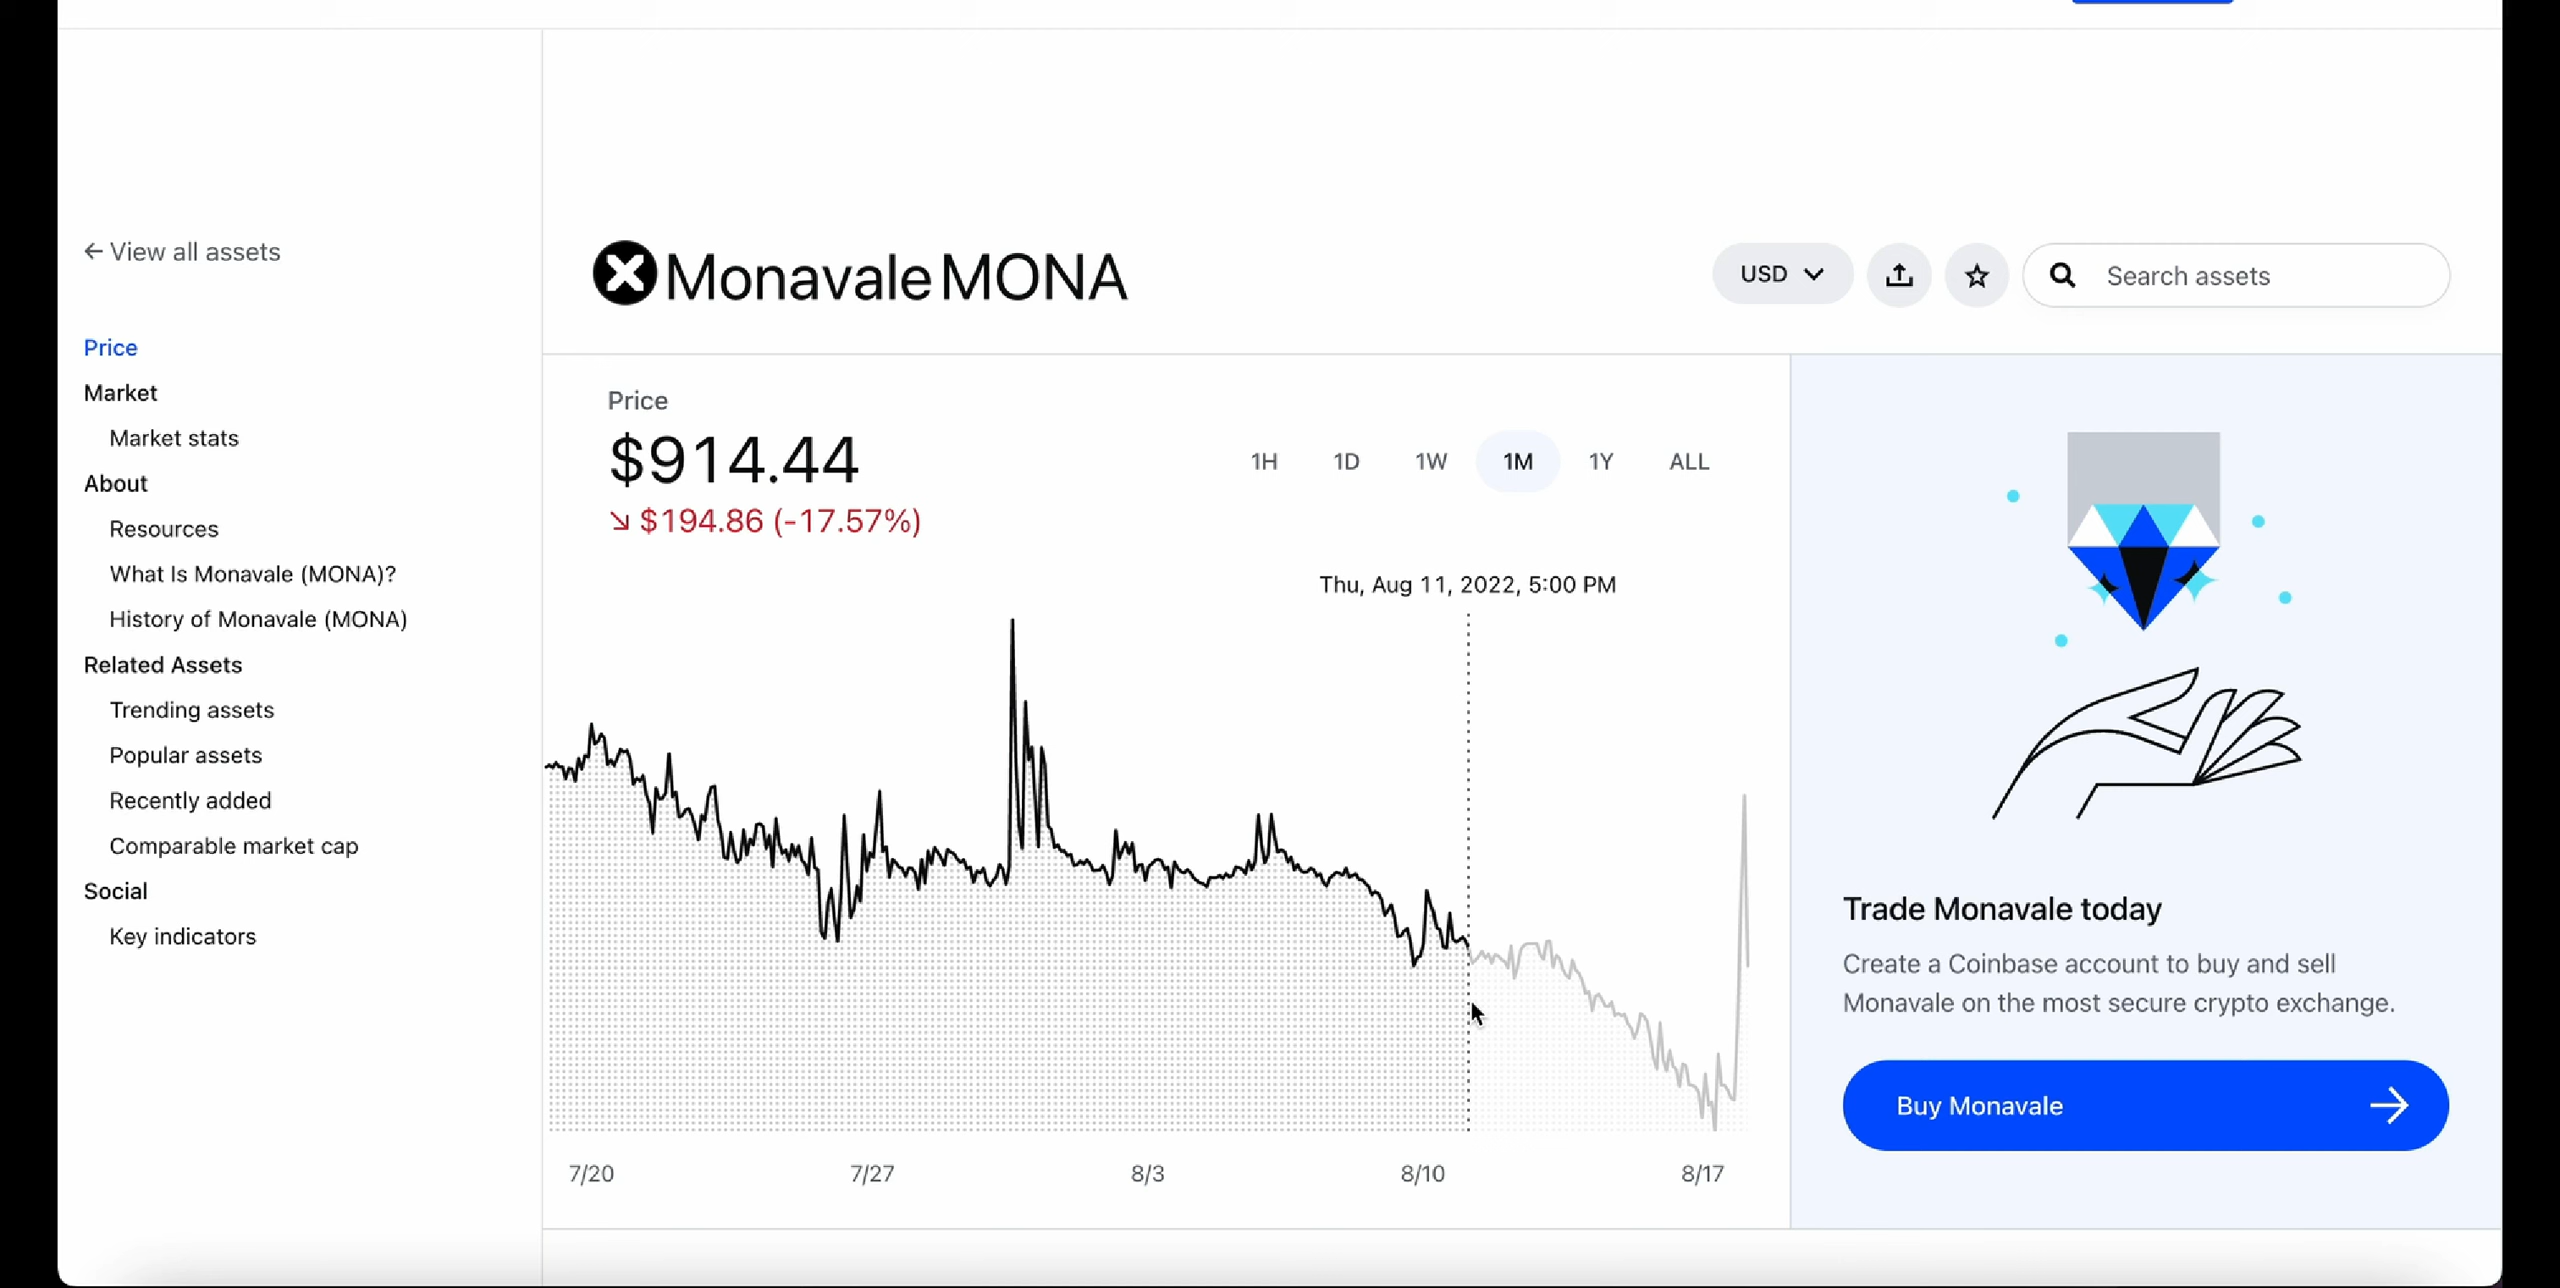 ← View all assets
Price
Market
Market stats
About
Resources
What Is Monavale (MONA)?
History of Monavale (MONA)
Related Assets
Trending assets
Popular assets
Recently added
Comparable market cap
Social
Key indicators
Monavale MONA
USD
Search assets
Price
$914.44
↘ $194.86 (-17.57%)
1H 1D 1W 1M 1Y ALL
Thu, Aug 11, 2022, 5:00 PM
7/20 7/27 8/3 8/10 8/17
Trade Monavale today
Create a Coinbase account to buy and sell
Monavale on the most secure crypto exchange.
Buy Monavale →